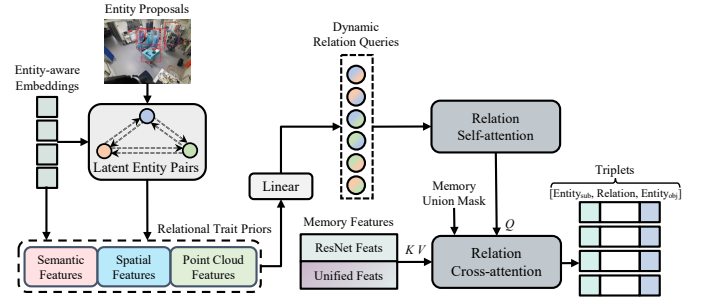 Entity Proposals
Entity-aware
Embeddings
Latent Entity Pairs
Relational Trait Priors
Semantic
Features
Spatial
Features
Point Cloud
Features
Linear
Dynamic
Relation Queries
Relation
Self-attention
Memory
Union Mask
Q
Memory Features
ResNet Feats
Unified Feats
K V
Relation
Cross-attention
Triplets
[Entitysub, Relation, Entityobj]